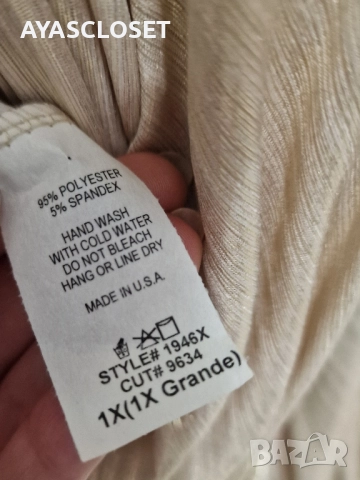 AYASCLOSET
95% POLYESTER
5% SPANDEX
HAND WASH
WITH COLD WATER
DO NOT BLEACH
HANG OR LINE DRY
MADE IN U.S.A.
STYLE# 1946X
CUT# 9634
1X(1X Grande)
BAZAR